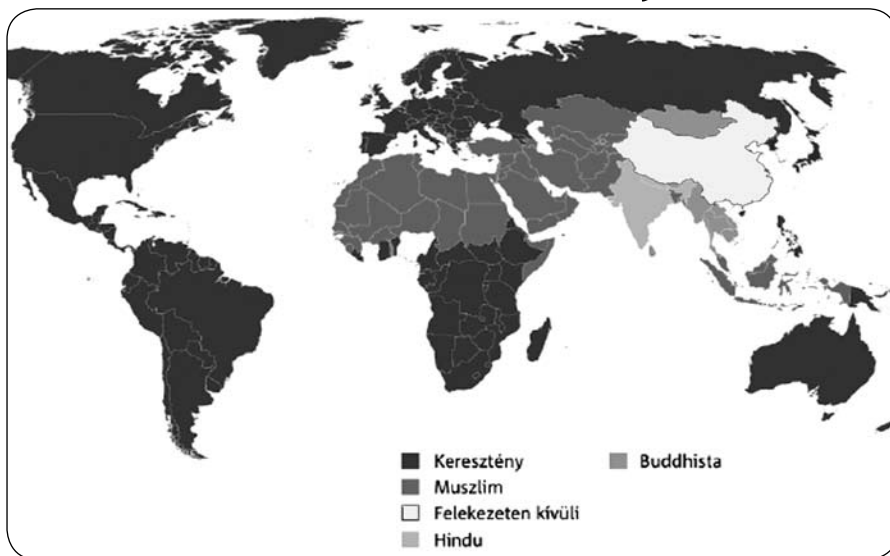 Keresztény
Muszlim
Felekezeten kívüli
Hindu
Buddhista